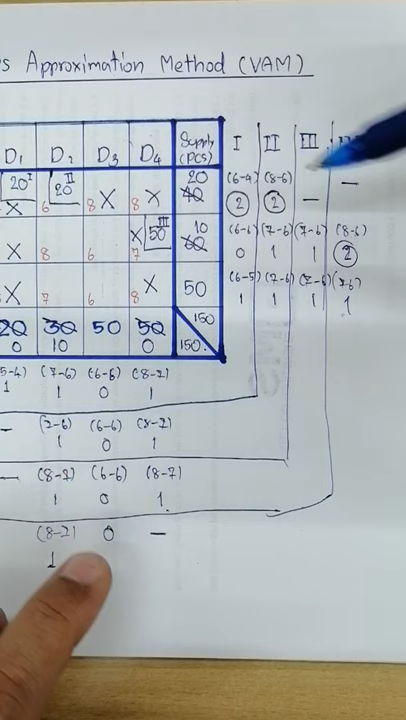 s Approximation Method (VAM)
D1 D2 D3 D4 Supply (pcs) I II III
20 I 20 II X X 20 40 (6-4) (8-6) — —
X 6 8 8 2 2
X 8 6 X 7 50 III 10 60 (6-6) (7-6) (7-6) (8-6)
0 1 1 2
X 7 6 8 X 50 (6-5) (7-6) (7-6) (7-6)
1 1 1 1
20 30 50 50 150
0 10 0 150
5-4) (7-6) (6-6) (8-7)
1 1 0 1
— (7-6) (6-6) (8-7)
1 0 1
— (8-7) (6-6) (8-7)
1 0 1
(8-7) 0 —
1